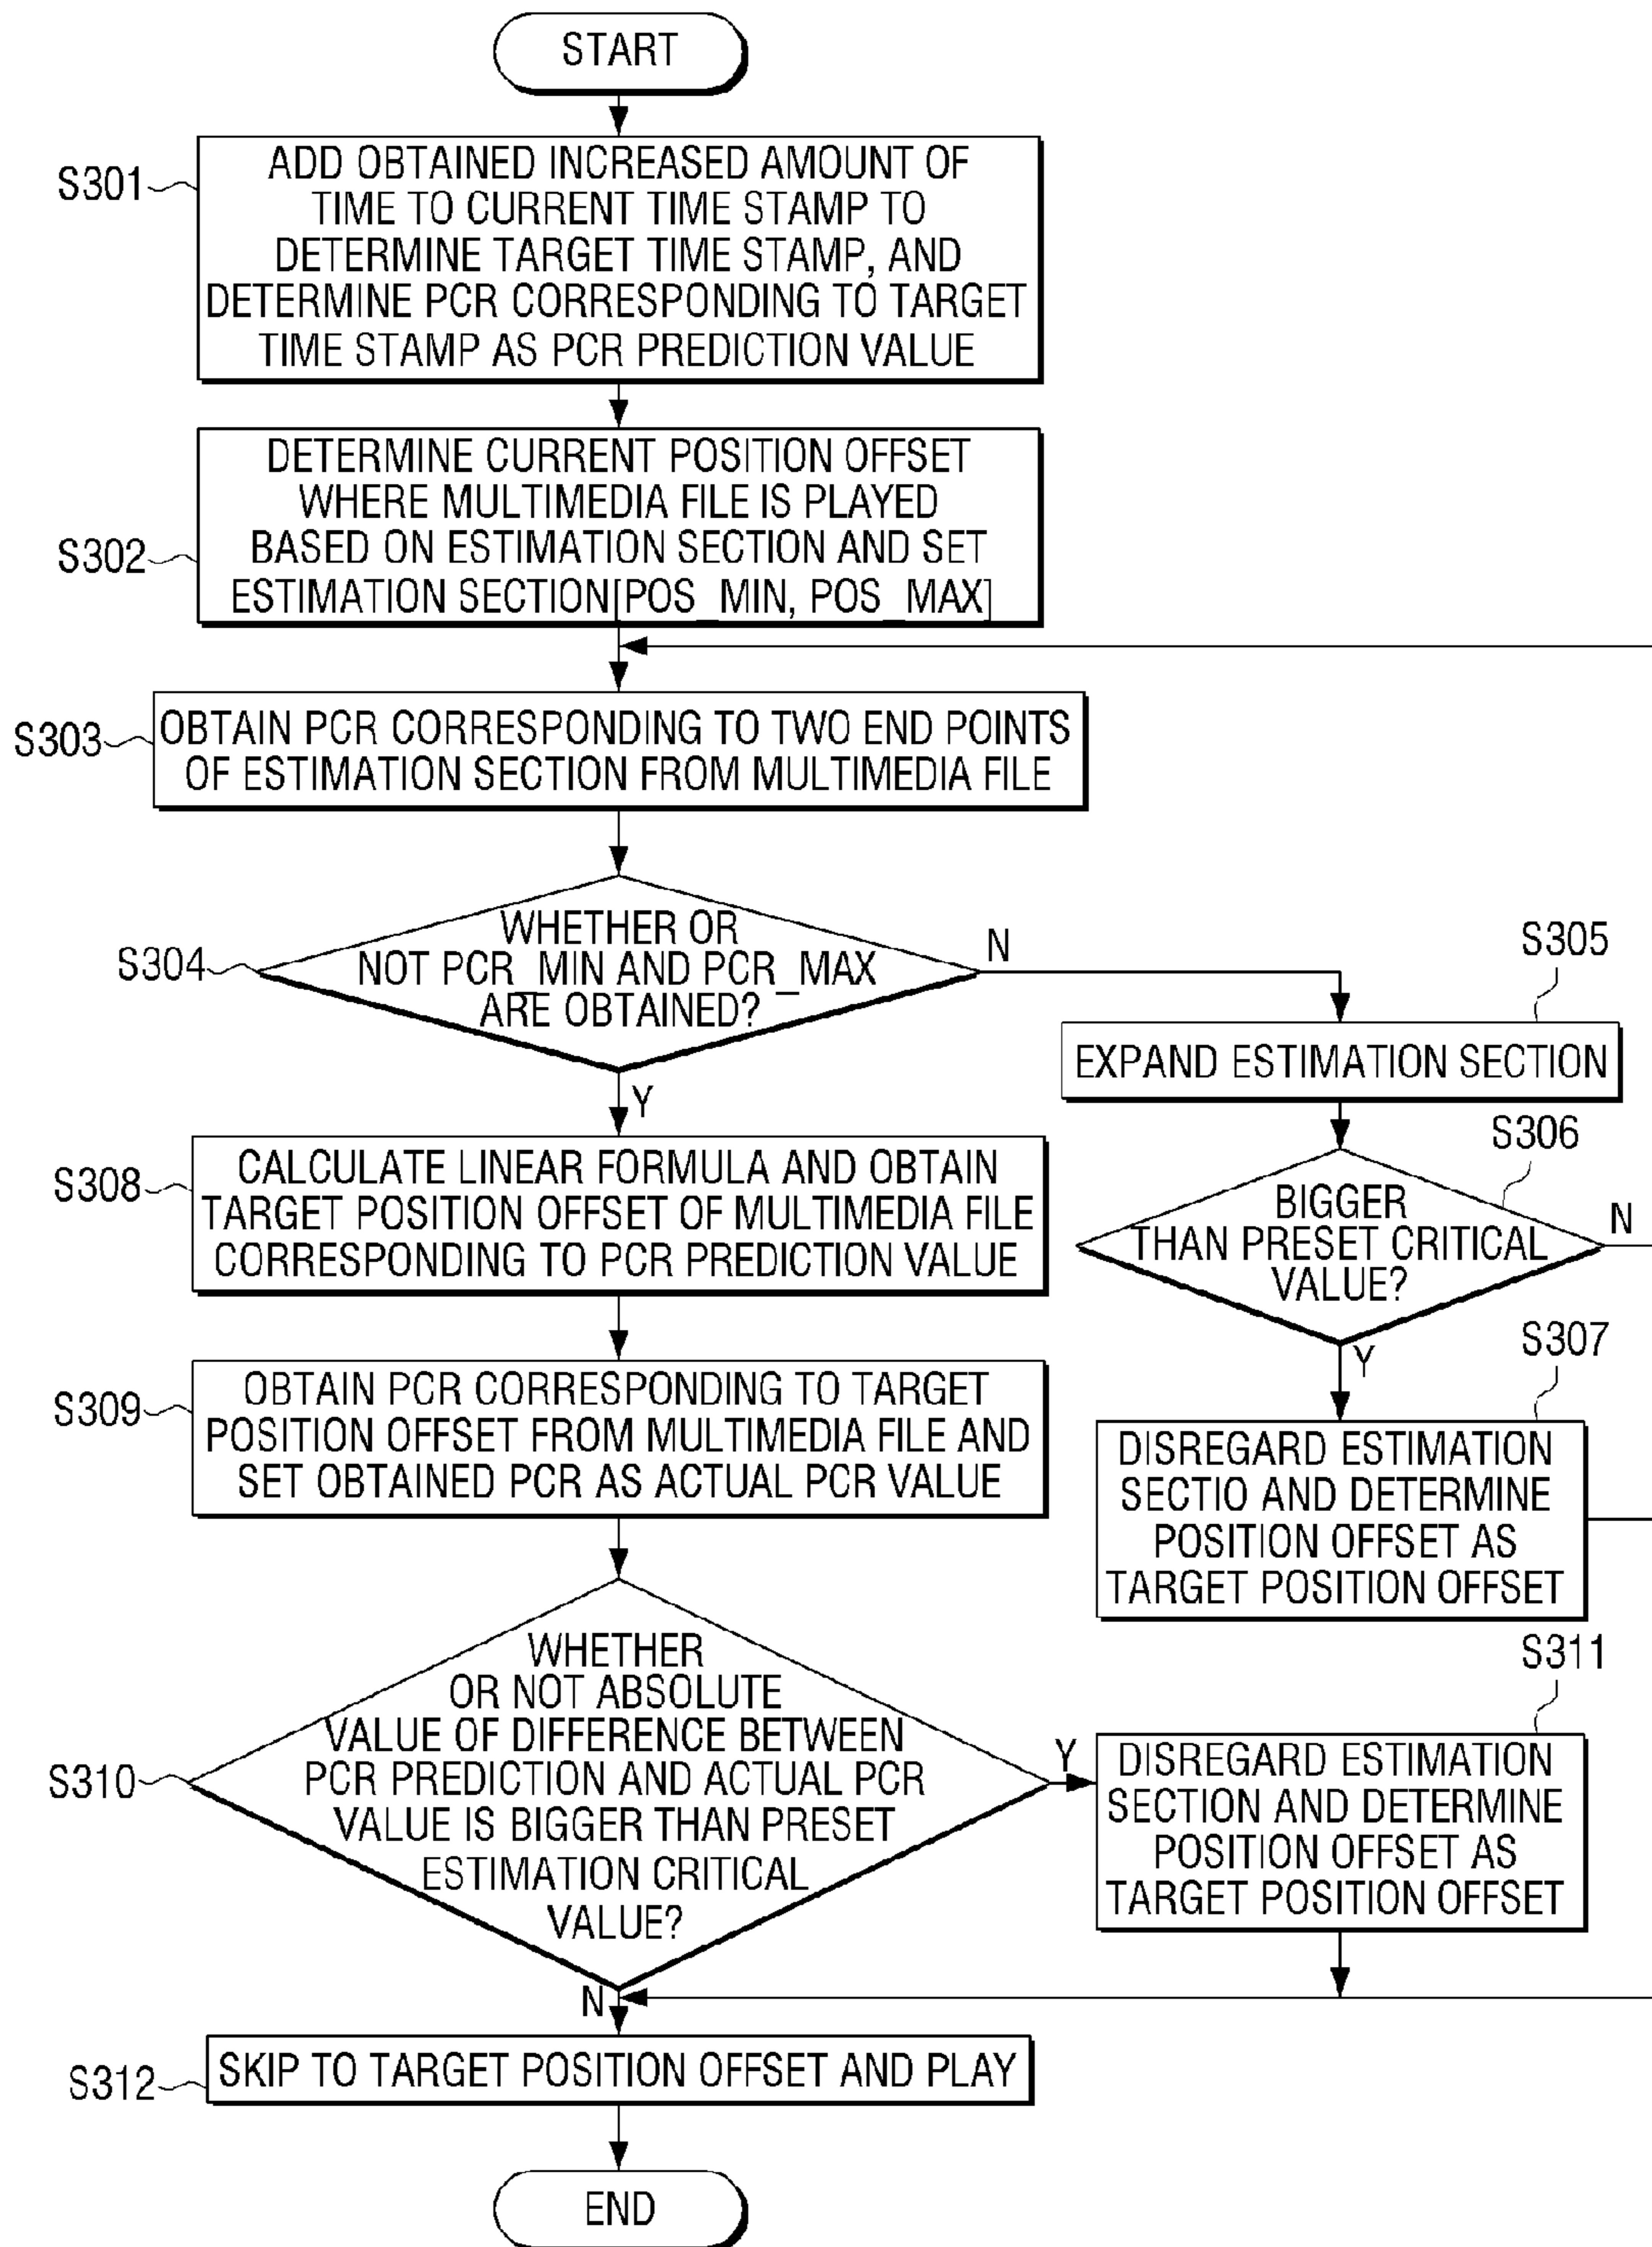 START
S301
ADD OBTAINED INCREASED AMOUNT OF
TIME TO CURRENT TIME STAMP TO
DETERMINE TARGET TIME STAMP, AND
DETERMINE PCR CORRESPONDING TO TARGET
TIME STAMP AS PCR PREDICTION VALUE
S302
DETERMINE CURRENT POSITION OFFSET
WHERE MULTIMEDIA FILE IS PLAYED
BASED ON ESTIMATION SECTION AND SET
ESTIMATION SECTION[POS_MIN, POS_MAX]
S303
OBTAIN PCR CORRESPONDING TO TWO END POINTS
OF ESTIMATION SECTION FROM MULTIMEDIA FILE
S304
WHETHER OR
NOT PCR_MIN AND PCR_MAX
ARE OBTAINED?
N
Y
S305
EXPAND ESTIMATION SECTION
S306
BIGGER
THAN PRESET CRITICAL
VALUE?
N
Y
S307
DISREGARD ESTIMATION
SECTIO AND DETERMINE
POSITION OFFSET AS
TARGET POSITION OFFSET
S308
CALCULATE LINEAR FORMULA AND OBTAIN
TARGET POSITION OFFSET OF MULTIMEDIA FILE
CORRESPONDING TO PCR PREDICTION VALUE
S309
OBTAIN PCR CORRESPONDING TO TARGET
POSITION OFFSET FROM MULTIMEDIA FILE AND
SET OBTAINED PCR AS ACTUAL PCR VALUE
S310
WHETHER
OR NOT ABSOLUTE
VALUE OF DIFFERENCE BETWEEN
PCR PREDICTION AND ACTUAL PCR
VALUE IS BIGGER THAN PRESET
ESTIMATION CRITICAL
VALUE?
Y
N
S311
DISREGARD ESTIMATION
SECTION AND DETERMINE
POSITION OFFSET AS
TARGET POSITION OFFSET
S312
SKIP TO TARGET POSITION OFFSET AND PLAY
END